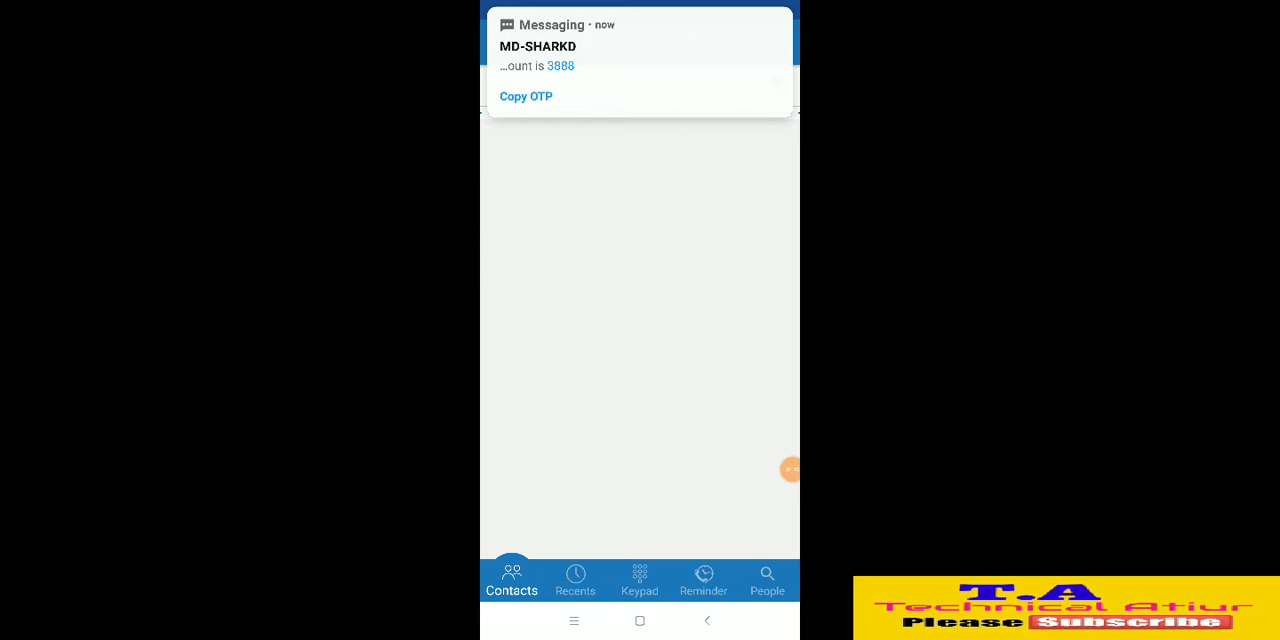 Messaging • now
MD-SHARKD
...ount is 3888
Copy OTP
Contacts
Recents
Keypad
Reminder
People
T.A
Technical Atiur
Please Subscribe